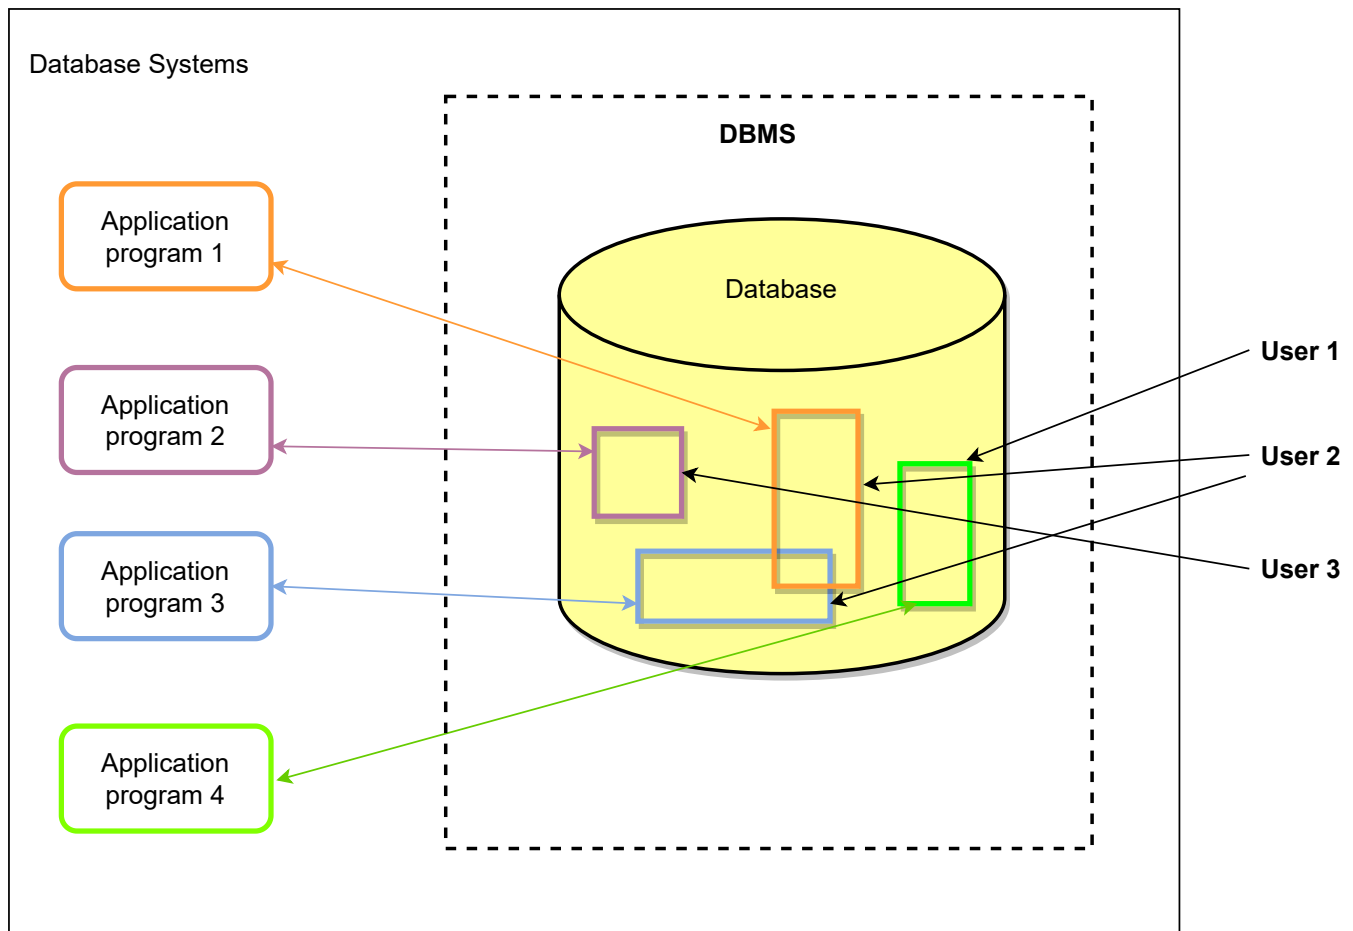 Database Systems
DBMS
Application
program 1
Database
Application
program 2
Application
program 3
Application
program 4
User 1
User 2
User 3